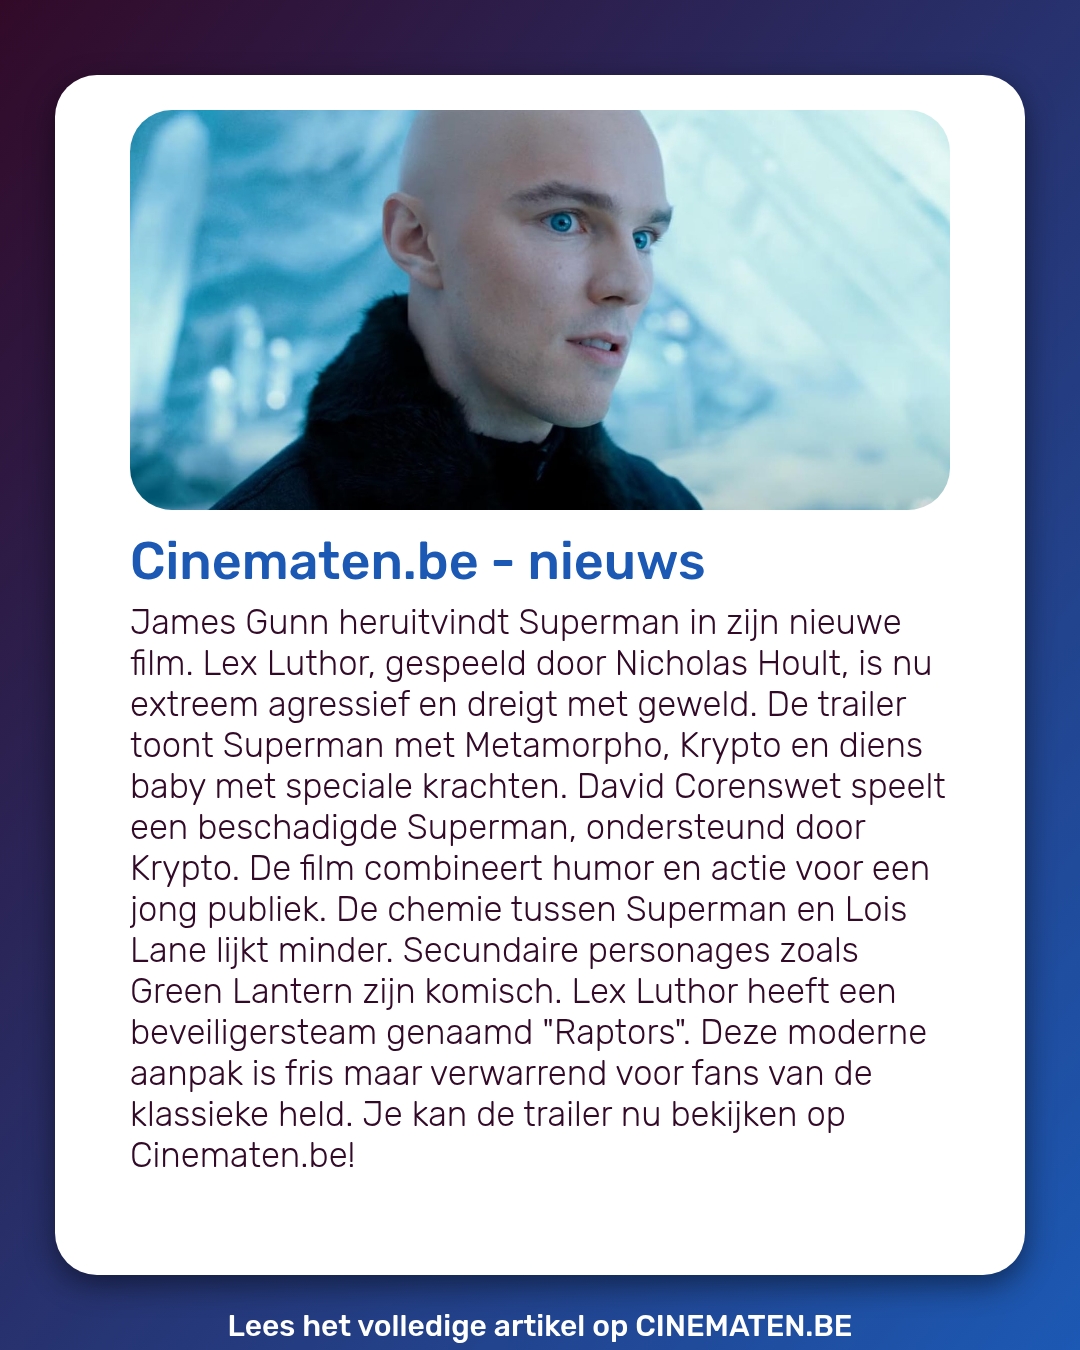 Cinematen.be - nieuws
James Gunn heruitvindt Superman in zijn nieuwe
film. Lex Luthor, gespeeld door Nicholas Hoult, is nu
extreem agressief en dreigt met geweld. De trailer
toont Superman met Metamorpho, Krypto en diens
baby met speciale krachten. David Corenswet speelt
een beschadigde Superman, ondersteund door
Krypto. De film combineert humor en actie voor een
jong publiek. De chemie tussen Superman en Lois
Lane lijkt minder. Secundaire personages zoals
Green Lantern zijn komisch. Lex Luthor heeft een
beveiligersteam genaamd "Raptors". Deze moderne
aanpak is fris maar verwarrend voor fans van de
klassieke held. Je kan de trailer nu bekijken op
Cinematen.be!
Lees het volledige artikel op CINEMATEN.BE